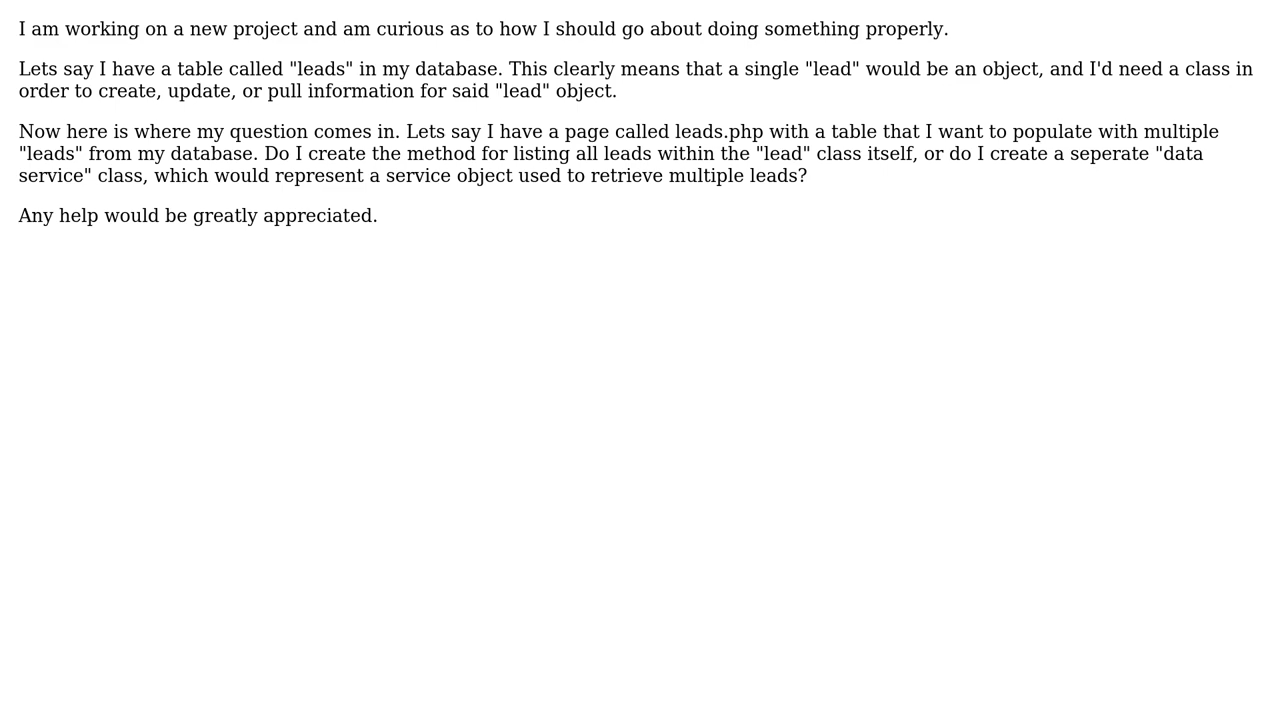 I am working on a new project and am curious as to how I should go about doing something properly.
Lets say I have a table called "leads" in my database. This clearly means that a single "lead" would be an object, and I'd need a class in
order to create, update, or pull information for said "lead" object.
Now here is where my question comes in. Lets say I have a page called leads.php with a table that I want to populate with multiple
"leads" from my database. Do I create the method for listing all leads within the "lead" class itself, or do I create a seperate "data
service" class, which would represent a service object used to retrieve multiple leads?
Any help would be greatly appreciated.